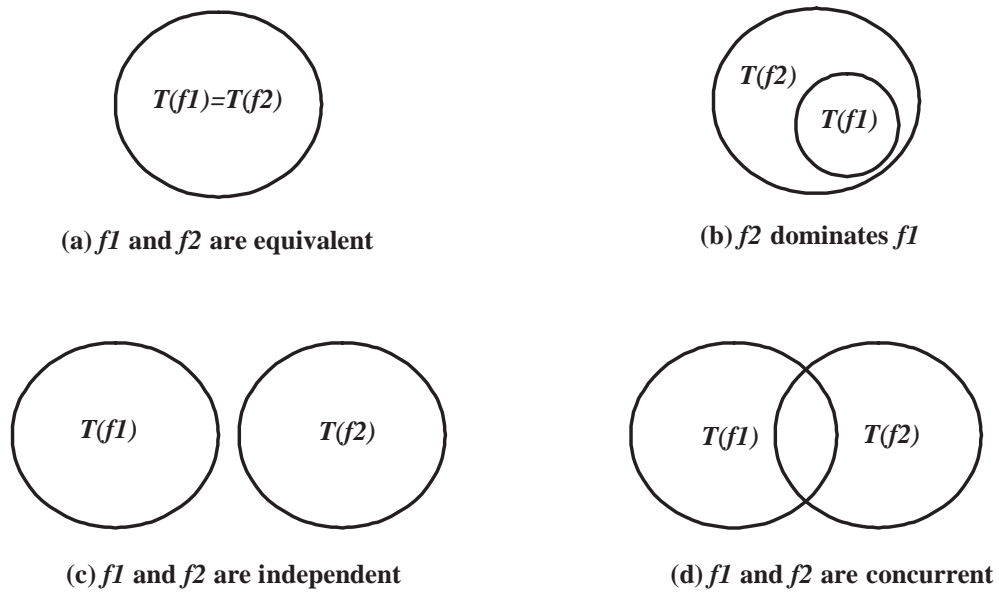 T(f1)=T(f2)
(a) f1 and f2 are equivalent
T(f2)
T(f1)
(b) f2 dominates f1
T(f1)
T(f2)
(c) f1 and f2 are independent
T(f1)
T(f2)
(d) f1 and f2 are concurrent